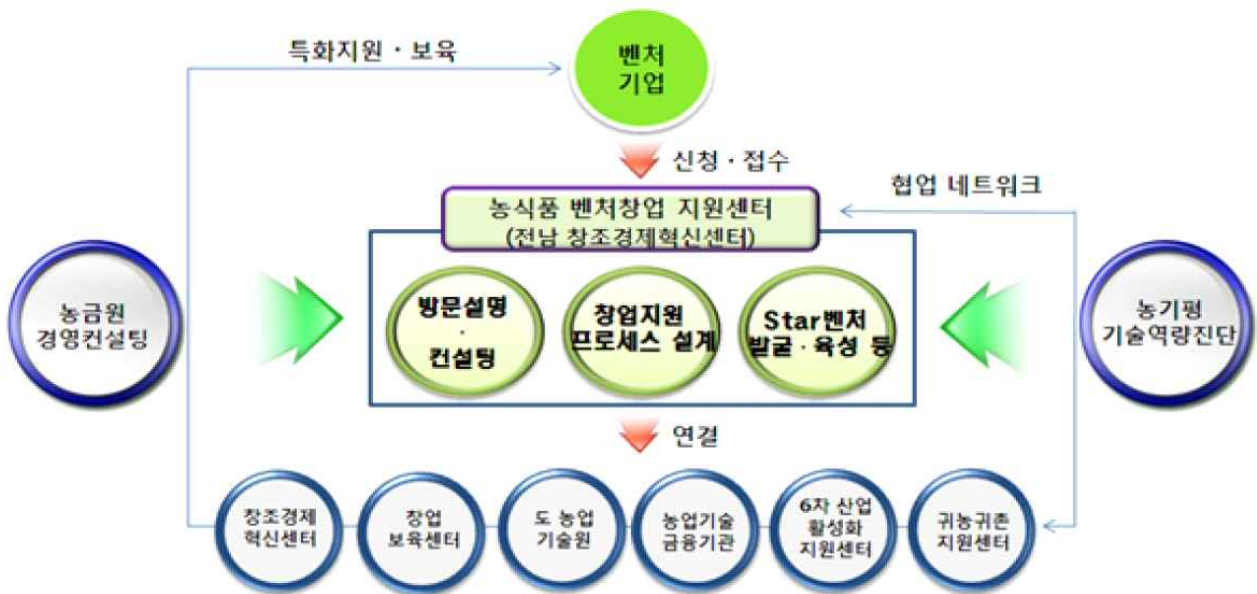 특화지원 · 보육
벤처
기업
신청 · 접수
협업 네트워크
농식품 벤처창업 지원센터
(전남 창조경제혁신센터)
농금원
경영컨설팅
방문설명
·
컨설팅
창업지원
프로세스 설계
Star벤처
발굴 · 육성 등
농기평
기술역량진단
연결
창조경제
혁신센터
창업
보육센터
도 농업
기술원
농업기술
금융기관
6차 산업
활성화
지원센터
귀농귀촌
지원센터